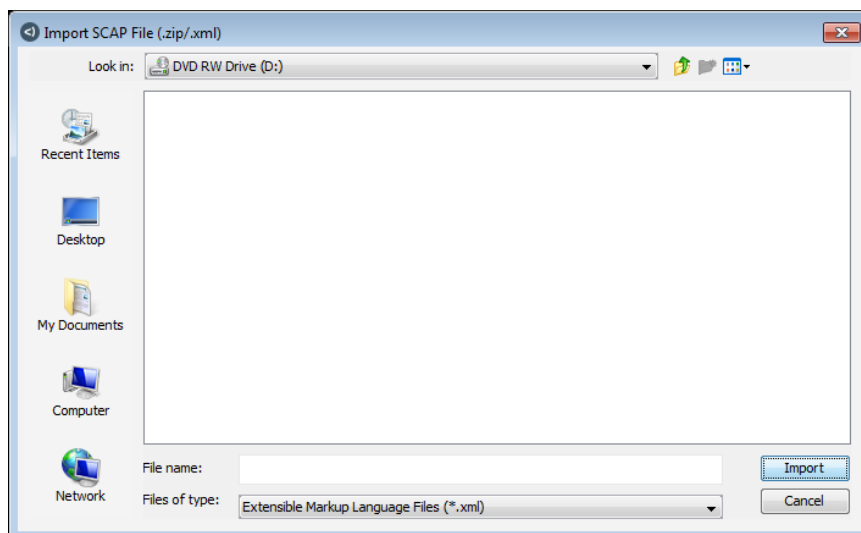 Import SCAP File (.zip/.xml)
Look in: DVD RW Drive (D:)
Recent Items
Desktop
My Documents
Computer
Network
File name:
Import
Files of type: Extensible Markup Language Files (*.xml)
Cancel